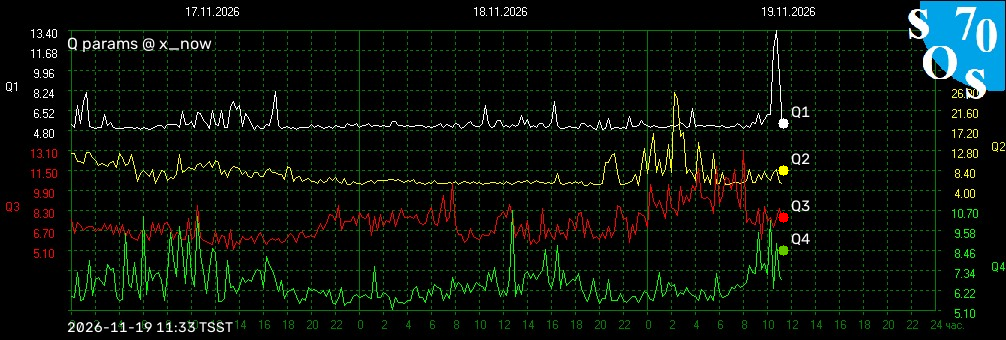 17.11.2026 18.11.2026 19.11.2026
S 70
O
S
Q params @ x_now
13.40
11.68
9.96
Q1
8.24
6.52
4.80
13.10
11.50
9.90
Q3
8.30
6.70
5.10
Q1
Q2
Q3
Q4
21.60
17.20
Q2
12.80
8.40
4.00
10.70
9.58
8.46
Q4
7.34
6.22
5.10
2026-11-19 11:33 TSST
14 16 18 20 22 0 2 4 6 8 10 12 14 16 18 20 22 0 2 4 6 8 10 12 14 16 18 20 22 24 час.